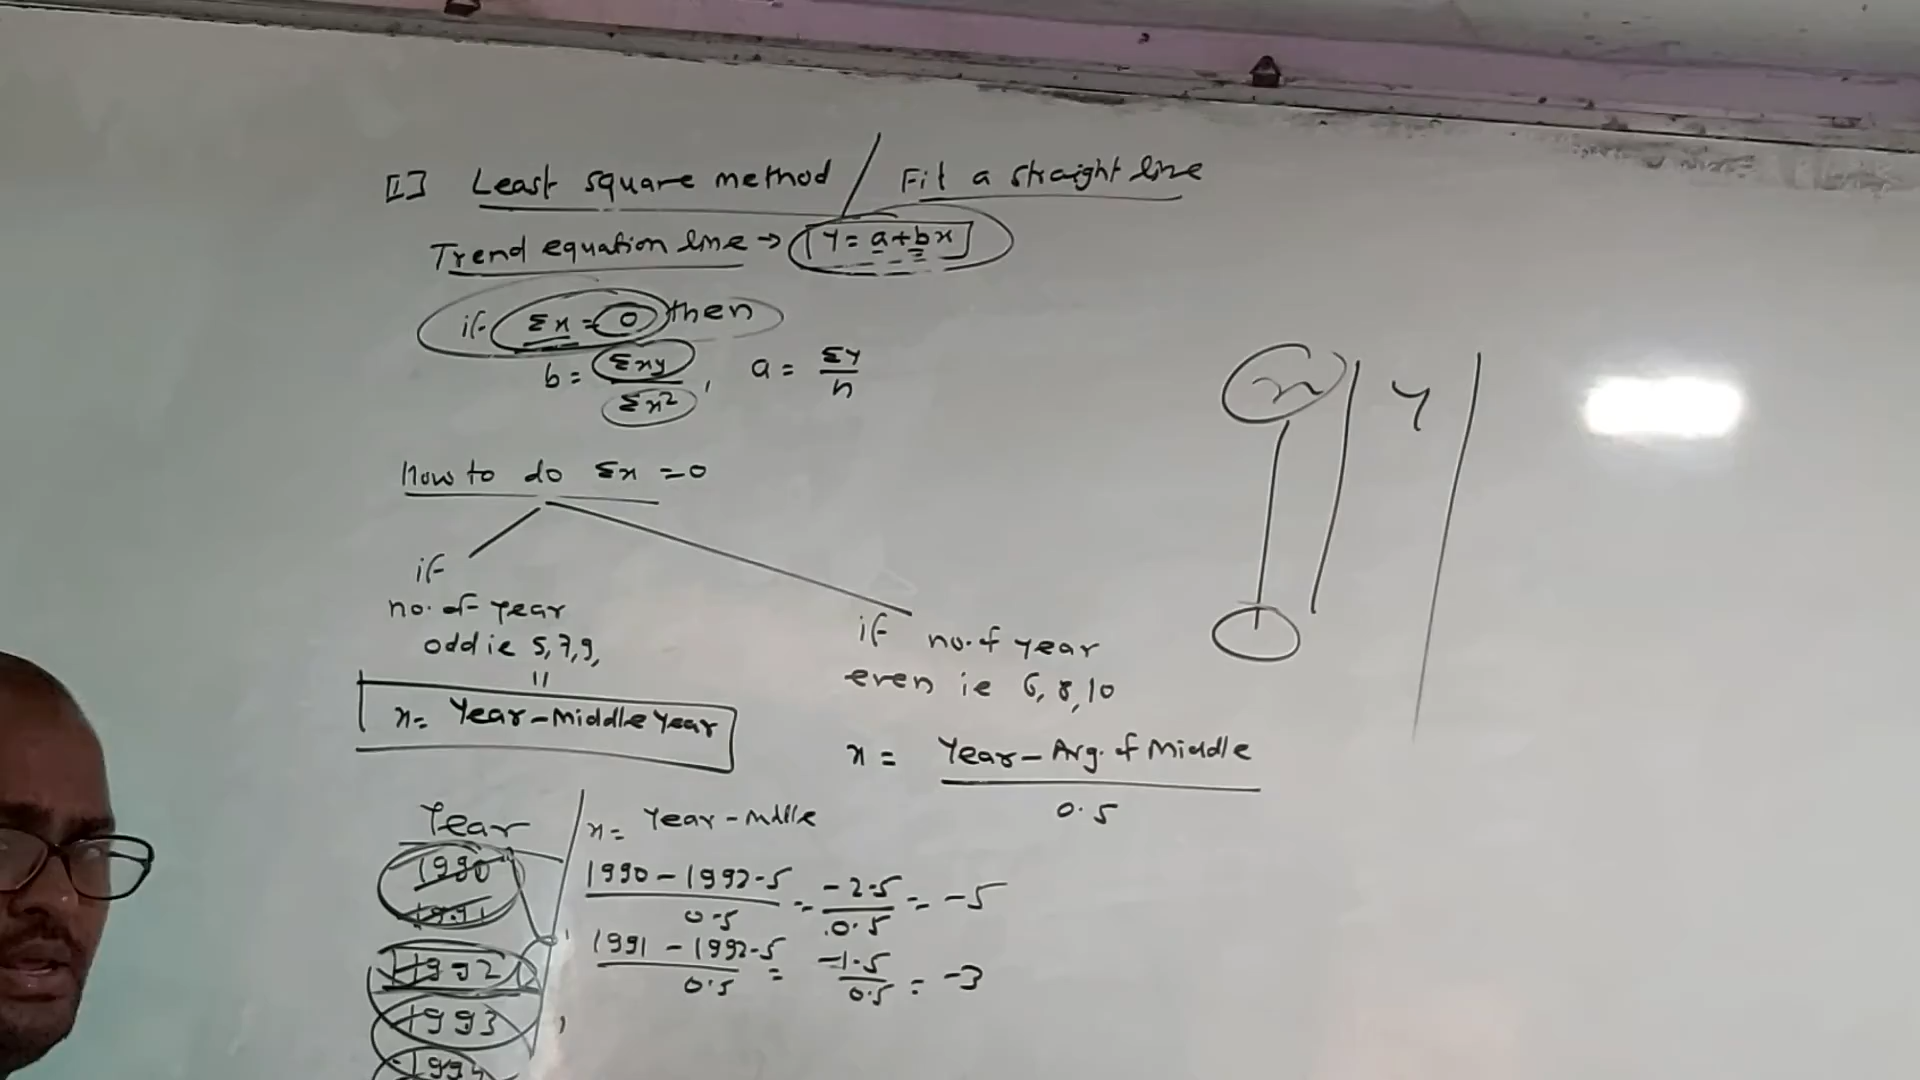 [I] Least square method / Fit a straight line
Trend equation line → Y = a+bx
if Σx = 0 then
b = Σxy / Σx² , a = ΣY / n
x | Y
How to do Σx = 0
if
no. of year
odd ie 5, 7, 9,
11
x = Year - Middle Year
if no. of year
even ie 6, 8, 10
x = Year - Avg. of Middle / 0.5
Year
x = Year - Mdlle
1990
1990 - 1992.5 / 0.5 = -2.5 / 0.5 = -5
1991
1991 - 1992.5 / 0.5 = -1.5 / 0.5 = -3
1992
1993
1994